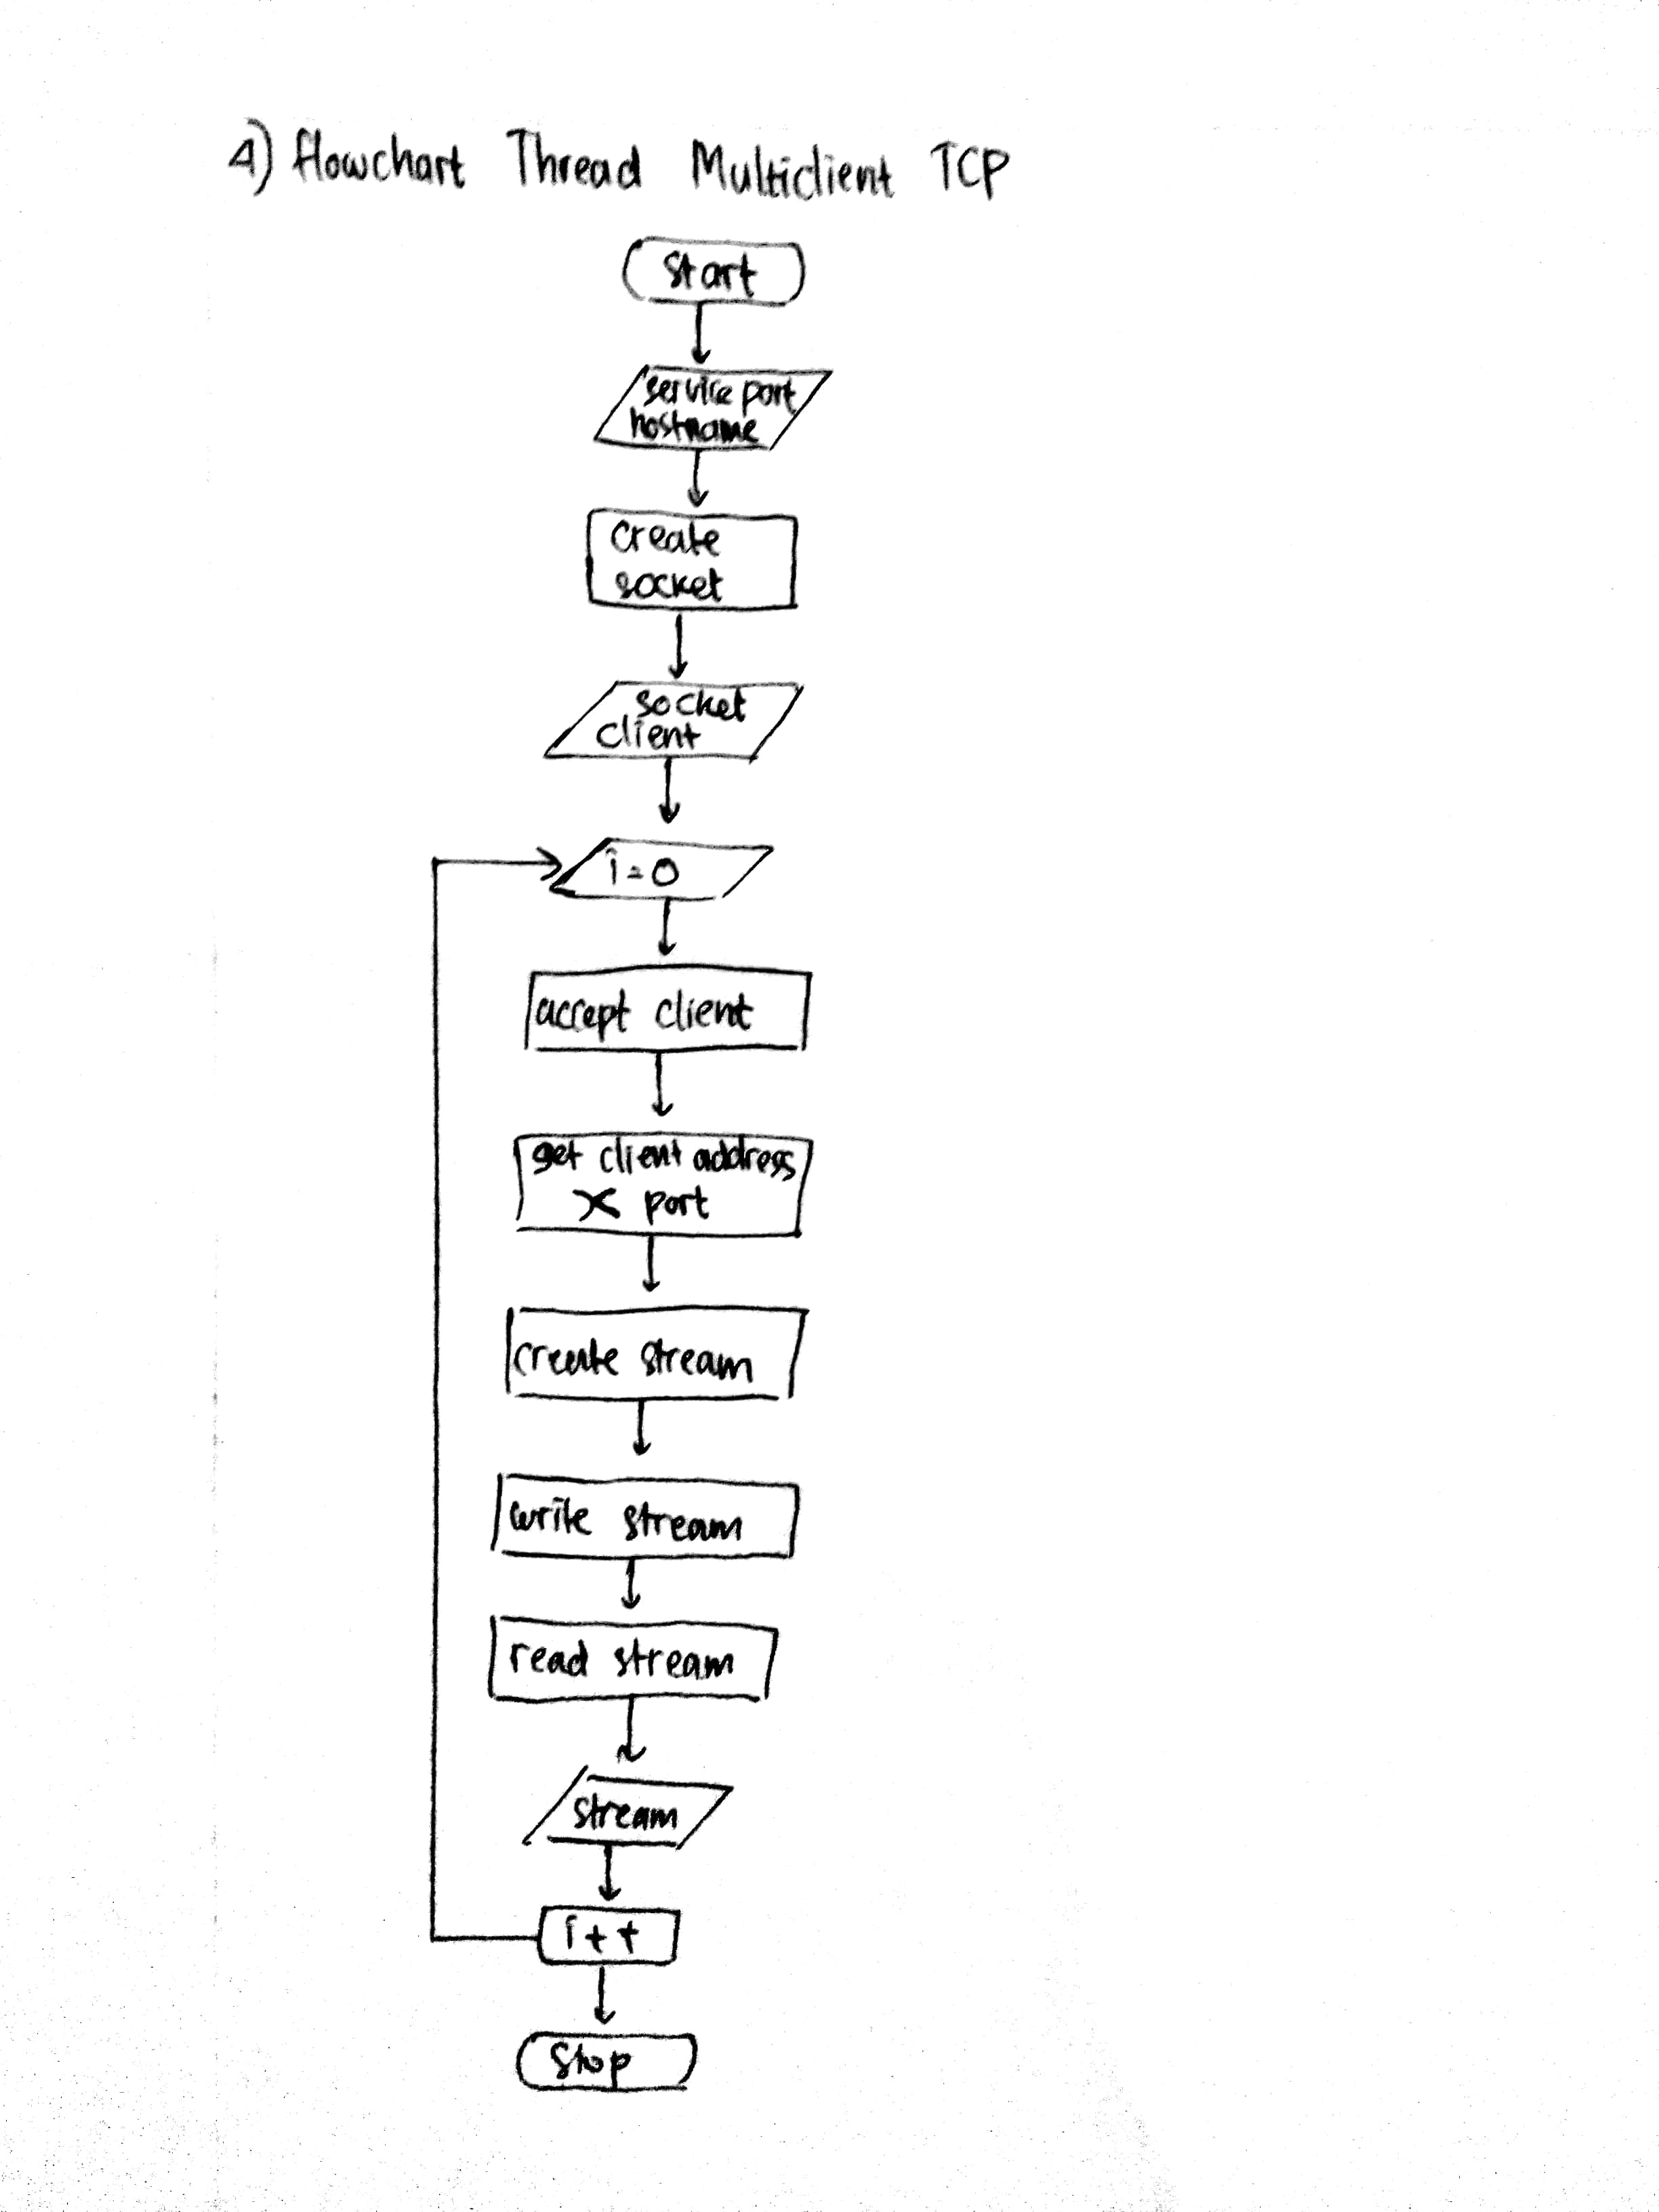 4) flowchart Thread Multiclient TCP
start
service port
hostname
create
socket
socket
client
i=0
accept client
get client address
X port
create stream
write stream
read stream
stream
i++
Stop